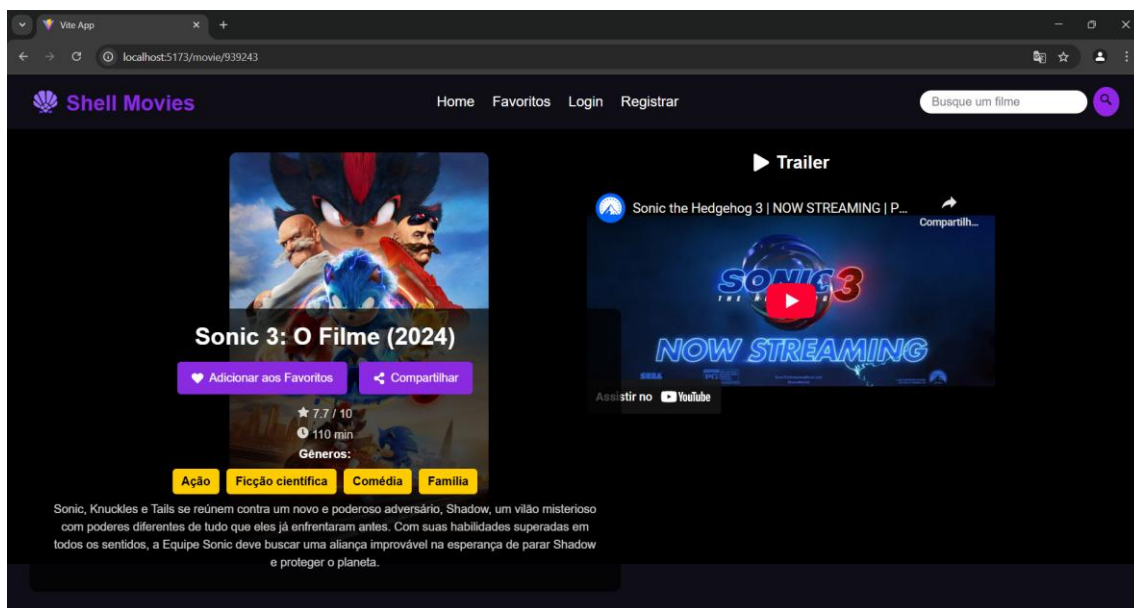 Vite App
localhost:5173/movie/939243
Shell Movies
Home Favoritos Login Registrar
Busque um filme
Sonic 3: O Filme (2024)
Adicionar aos Favoritos
Compartilhar
7.7 / 10
110 min
Gêneros:
Ação Ficção científica Comédia Família
Sonic, Knuckles e Tails se reúnem contra um novo e poderoso adversário, Shadow, um vilão misterioso
com poderes diferentes de tudo que eles já enfrentaram antes. Com suas habilidades superadas em
todos os sentidos, a Equipe Sonic deve buscar uma aliança improvável na esperança de parar Shadow
e proteger o planeta.
Trailer
Sonic the Hedgehog 3 | NOW STREAMING | P...
Compartilh...
SONIC 3
THE HEDGEHOG
NOW STREAMING
SEGA
PG
Assistir no YouTube